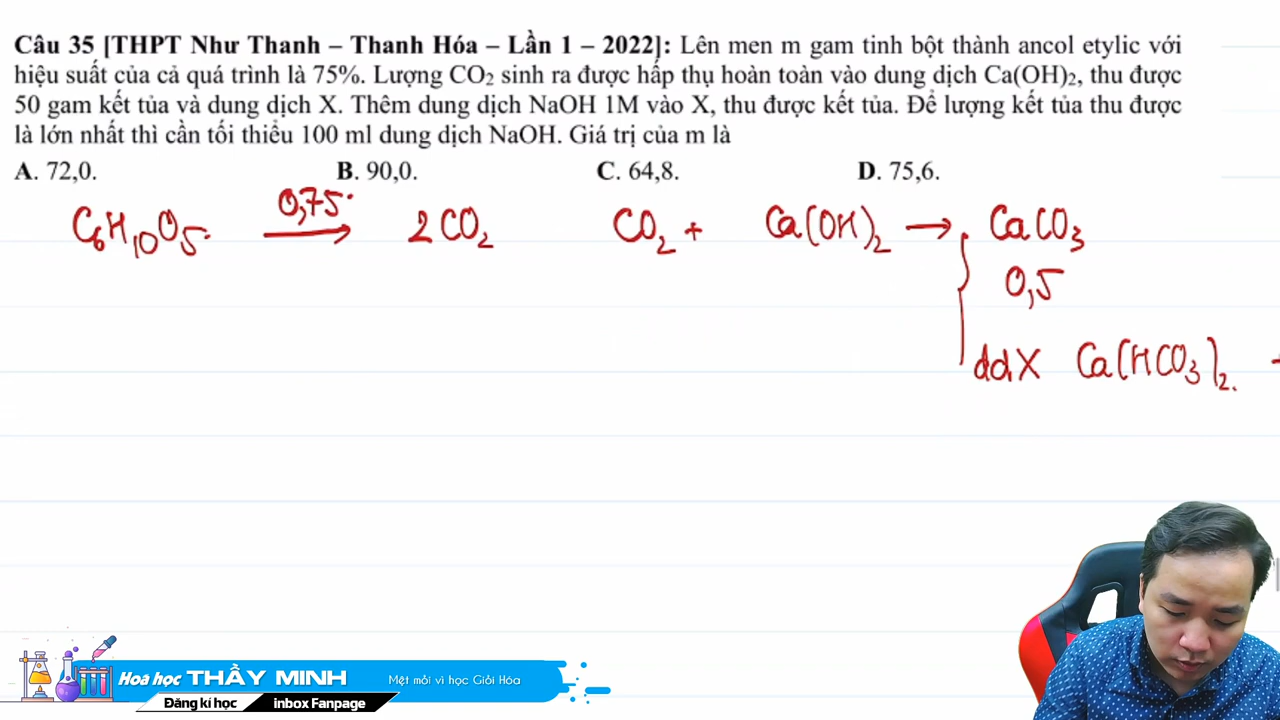 Câu 35 [THPT Như Thanh – Thanh Hóa – Lần 1 – 2022]: Lên men m gam tinh bột thành ancol etylic với
hiệu suất của cả quá trình là 75%. Lượng CO₂ sinh ra được hấp thụ hoàn toàn vào dung dịch Ca(OH)₂, thu được
50 gam kết tủa và dung dịch X. Thêm dung dịch NaOH 1M vào X, thu được kết tủa. Để lượng kết tủa thu được
là lớn nhất thì cần tối thiểu 100 ml dung dịch NaOH. Giá trị của m là
A. 72,0. B. 90,0. C. 64,8. D. 75,6.
C₆H₁₀O₅ 0,75 → 2CO₂ CO₂ + Ca(OH)₂ → CaCO₃
0,5
ddX Ca(HCO₃)₂
Hoá học THẦY MINH
Mệt mỏi vì học Giỏi Hóa
Đăng kí học inbox Fanpage